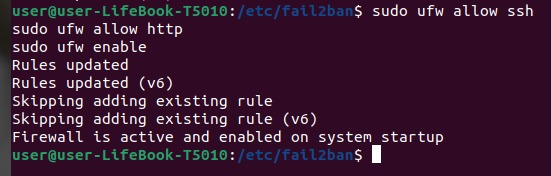 user@user-LifeBook-T5010:/etc/fail2ban$ sudo ufw allow ssh
sudo ufw allow http
sudo ufw enable
Rules updated
Rules updated (v6)
Skipping adding existing rule
Skipping adding existing rule (v6)
Firewall is active and enabled on system startup
user@user-LifeBook-T5010:/etc/fail2ban$